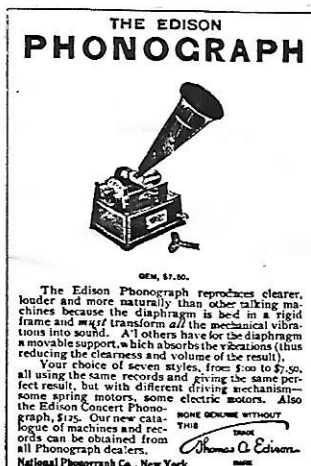 THE EDISON
PHONOGRAPH
GEM, $7.50.
The Edison Phonograph reproduces clearer,
louder and more naturally than other talking ma-
chines because the diaphragm is held in a rigid
frame and must transform all the mechanical vibra-
tions into sound. All others have for the diaphragm
a movable support, which absorbs the vibrations (thus
reducing the clearness and volume of the result).
Your choice of seven styles, from to $7.50,
all using the same records and giving the same per-
fect result, but with different driving mechanism—
some spring motors, some electric motors. Also
the Edison Concert Phono-
graph, $125. Our new cata-
logue of machines and rec-
ords can be obtained from
all Phonograph dealers.
NONE GENUINE WITHOUT
THIS
TRADE
Thomas A Edison
MARK
National Phonograph Co., New York